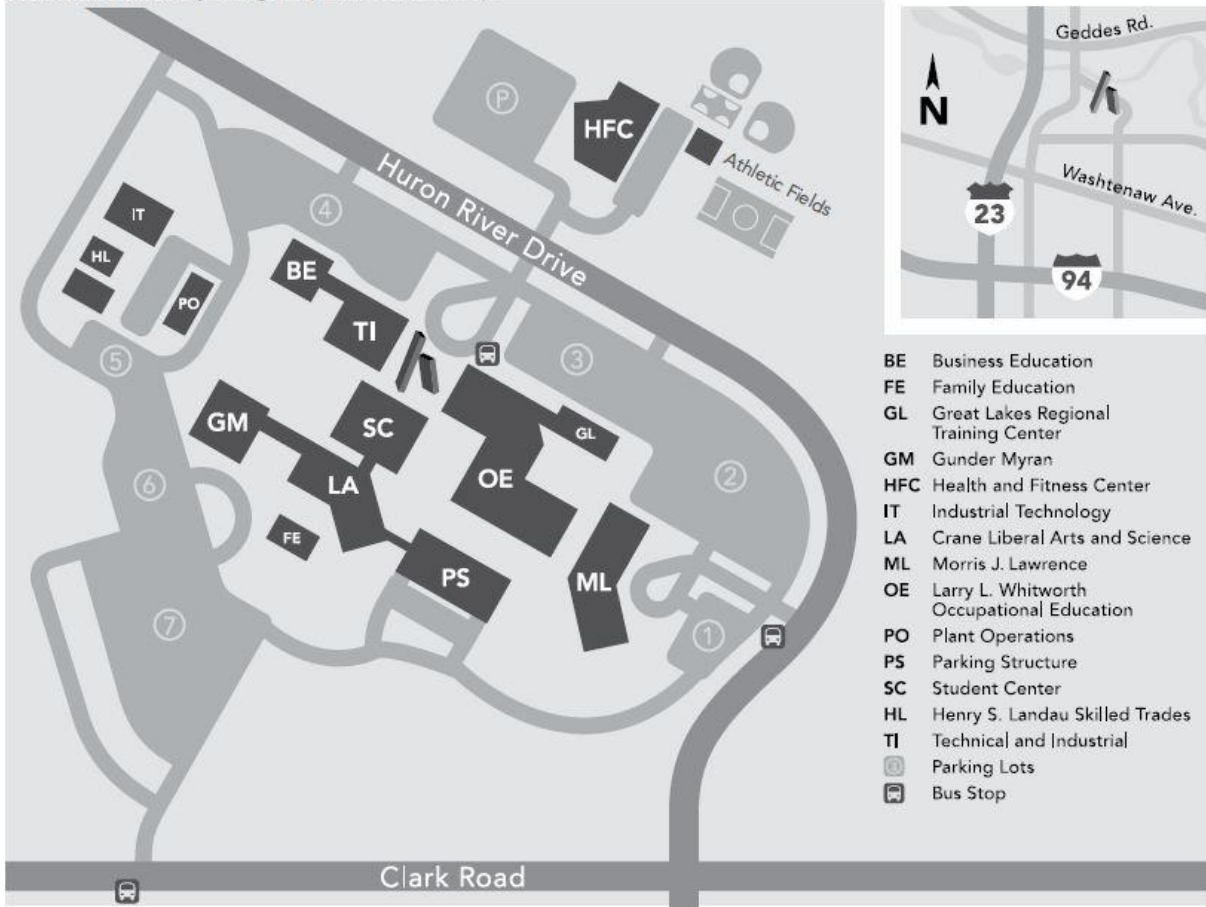 P
HFC
Athletic Fields
Huron River Drive
4
IT
HL
PO
BE
TI
3
5
GM
SC
GL
LA
OE
2
6
FE
PS
ML
7
1
Clark Road
Geddes Rd.
N
Washtenaw Ave.
23
94
BE Business Education
FE Family Education
GL Great Lakes Regional
Training Center
GM Gunder Myran
HFC Health and Fitness Center
IT Industrial Technology
LA Crane Liberal Arts and Science
ML Morris J. Lawrence
OE Larry L. Whitworth
Occupational Education
PO Plant Operations
PS Parking Structure
SC Student Center
HL Henry S. Landau Skilled Trades
TI Technical and Industrial
Parking Lots
Bus Stop